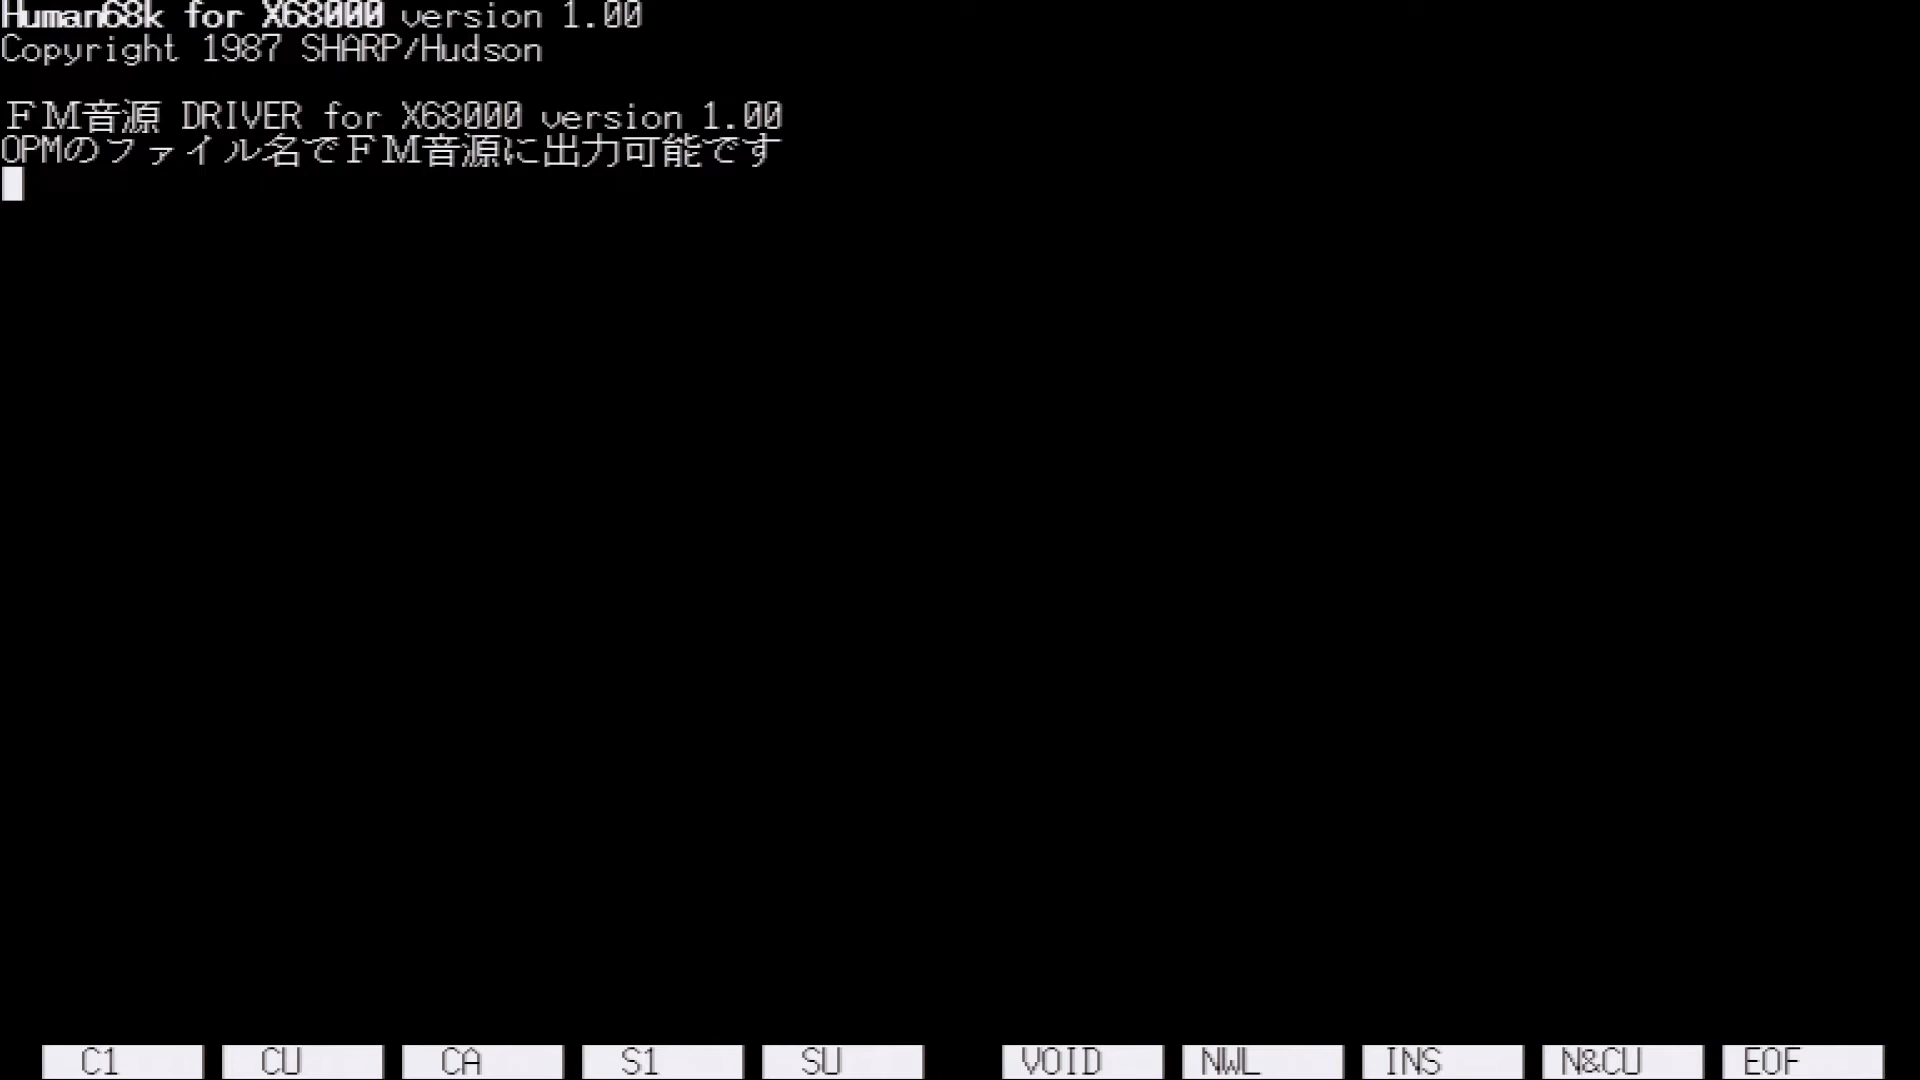 Human68k for X68000 version 1.00
Copyright 1987 SHARP/Hudson
ＦＭ音源 DRIVER for X68000 version 1.00
OPMのファイル名でＦＭ音源に出力可能です
C1 CU CA S1 SU VOID NWL INS N&CU EOF